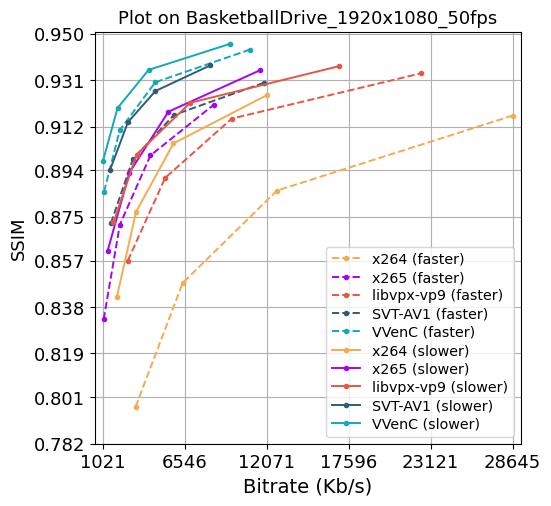 Plot on BasketballDrive_1920x1080_50fps
0.950
0.931
0.912
0.894
0.875
0.857
0.838
0.819
0.801
0.782
SSIM
x264 (faster)
x265 (faster)
libvpx-vp9 (faster)
SVT-AV1 (faster)
VVenC (faster)
x264 (slower)
x265 (slower)
libvpx-vp9 (slower)
SVT-AV1 (slower)
VVenC (slower)
1021 6546 12071 17596 23121 28645
Bitrate (Kb/s)